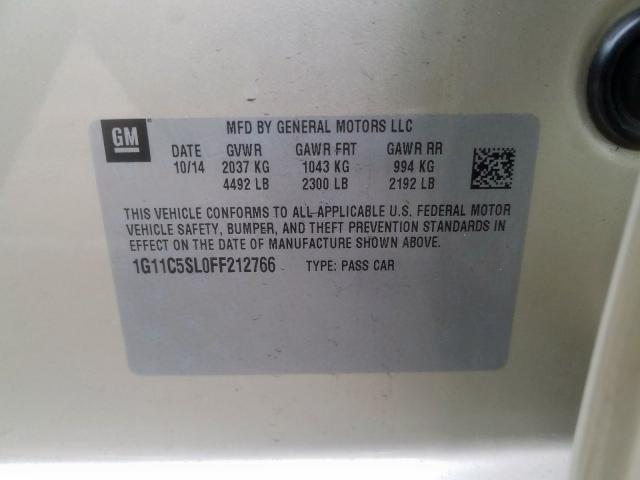 GM
MFD BY GENERAL MOTORS LLC
DATE GVWR GAWR FRT GAWR RR
10/14 2037 KG 1043 KG 994 KG
4492 LB 2300 LB 2192 LB
THIS VEHICLE CONFORMS TO ALL APPLICABLE U.S. FEDERAL MOTOR
VEHICLE SAFETY, BUMPER, AND THEFT PREVENTION STANDARDS IN
EFFECT ON THE DATE OF MANUFACTURE SHOWN ABOVE.
1G11C5SL0FF212766 TYPE: PASS CAR